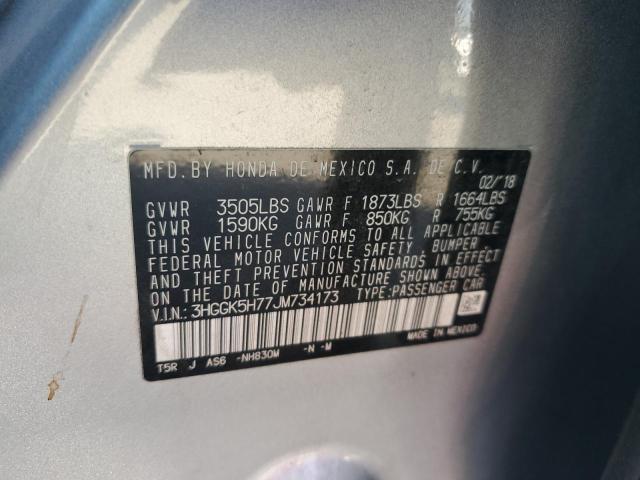 MFD. BY HONDA DE MEXICO S.A. DE C.V.
02/'18
GVWR 3505LBS GAWR F 1873LBS R 1664LBS
GVWR 1590KG GAWR F 850KG R 755KG
THIS VEHICLE CONFORMS TO ALL APPLICABLE
FEDERAL MOTOR VEHICLE SAFETY, BUMPER,
AND THEFT PREVENTION STANDARDS IN EFFECT
ON THE DATE OF MANUFACTURE SHOWN ABOVE.
V.I.N.: 3HGGK5H77JM734173 TYPE:PASSENGER CAR
T5R J AS6 -NH830M -N -M MADE IN MEXICO